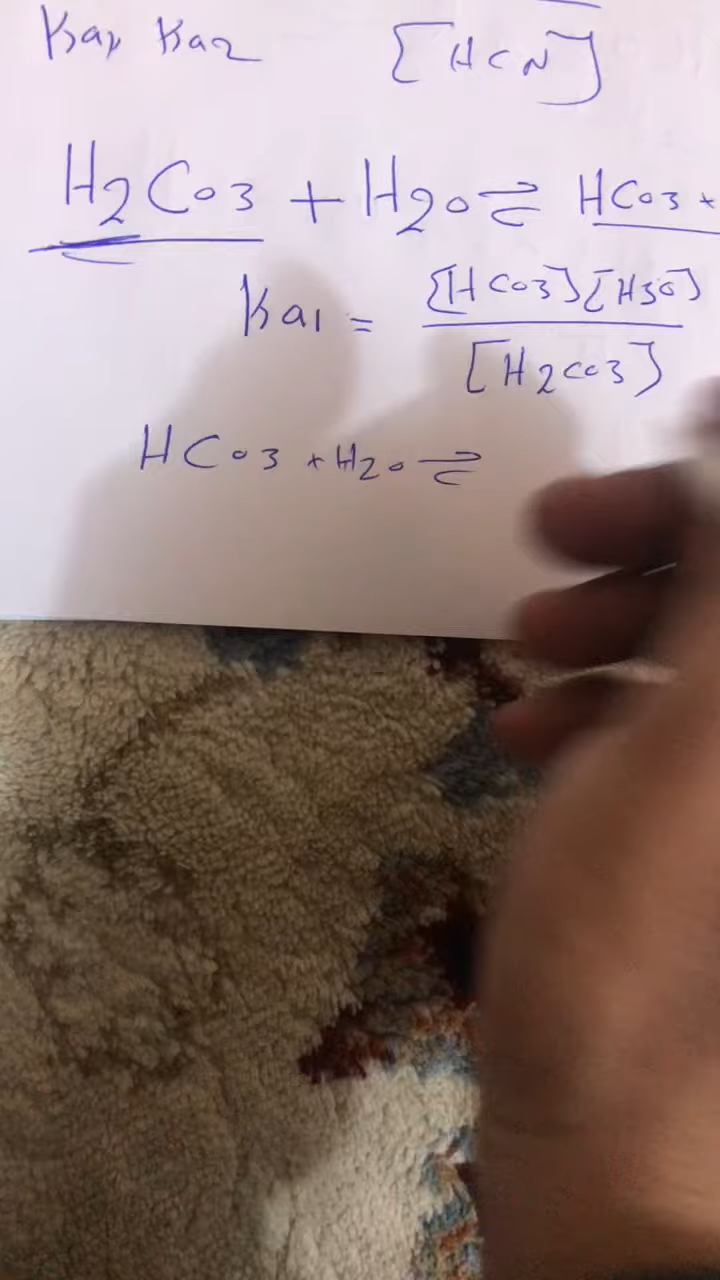 Ka1, Ka2 [HCN]
H2CO3 + H2O ⇌ HCO3 +
Ka1 = [HCO3][H3O]
[H2CO3]
HCO3 + H2O ⇌